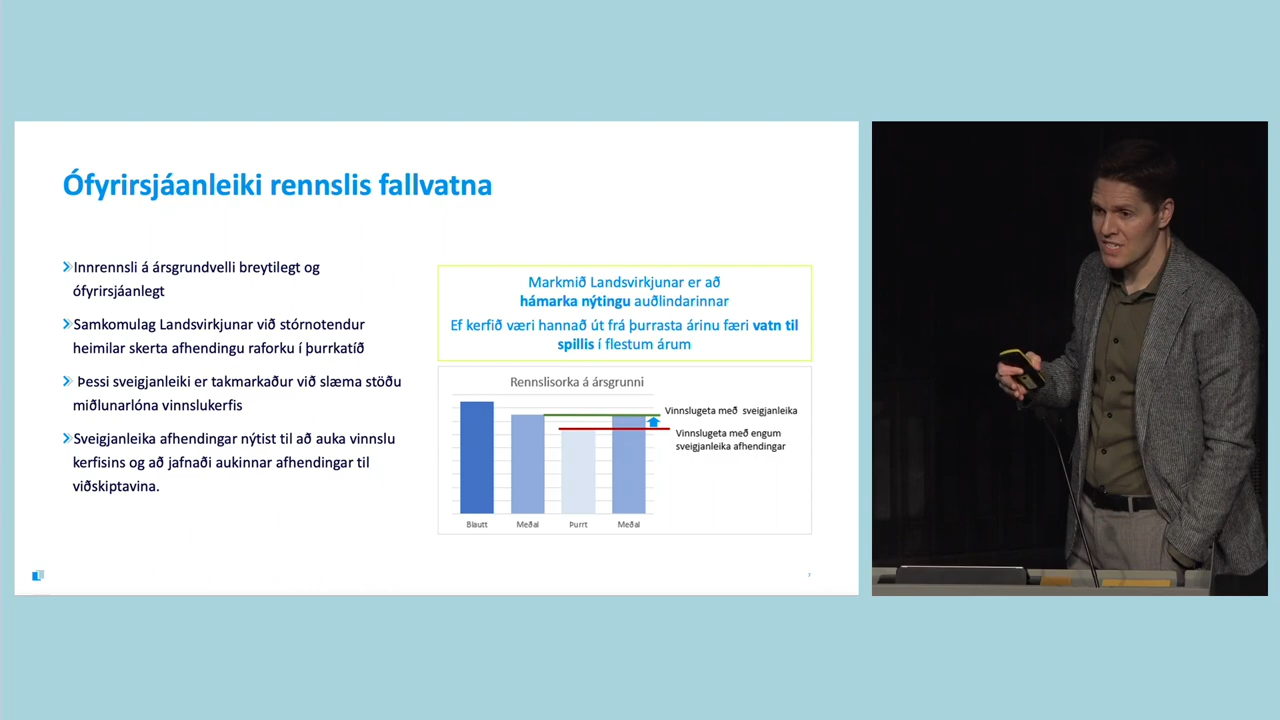 Ófyrirsjáanleiki rennslis fallvatna
Innrennsli á ársgrundvelli breytilegt og
ófyrirsjáanlegt
Samkomulag Landsvirkjunar við stórnotendur
heimilar skerta afhendingu raforku í þurrkatíð
Þessi sveigjanleiki er takmarkaður við slæma stöðu
miðlunarlóna vinnslukerfis
Sveigjanleika afhendingar nýtist til að auka vinnslu
kerfisins og að jafnaði aukinnar afhendingar til
viðskiptavina.
Markmið Landsvirkjunar er að
hámarka nýtingu auðlindarinnar
Ef kerfið væri hannað út frá þurrasta árinu færi vatn til
spillis í flestum árum
Rennslisorka á ársgrunni
Vinnslugeta með sveigjanleika
Vinnslugeta með engum
sveigjanleika afhendingar
Blautt Meðal Þurrt Meðal
7